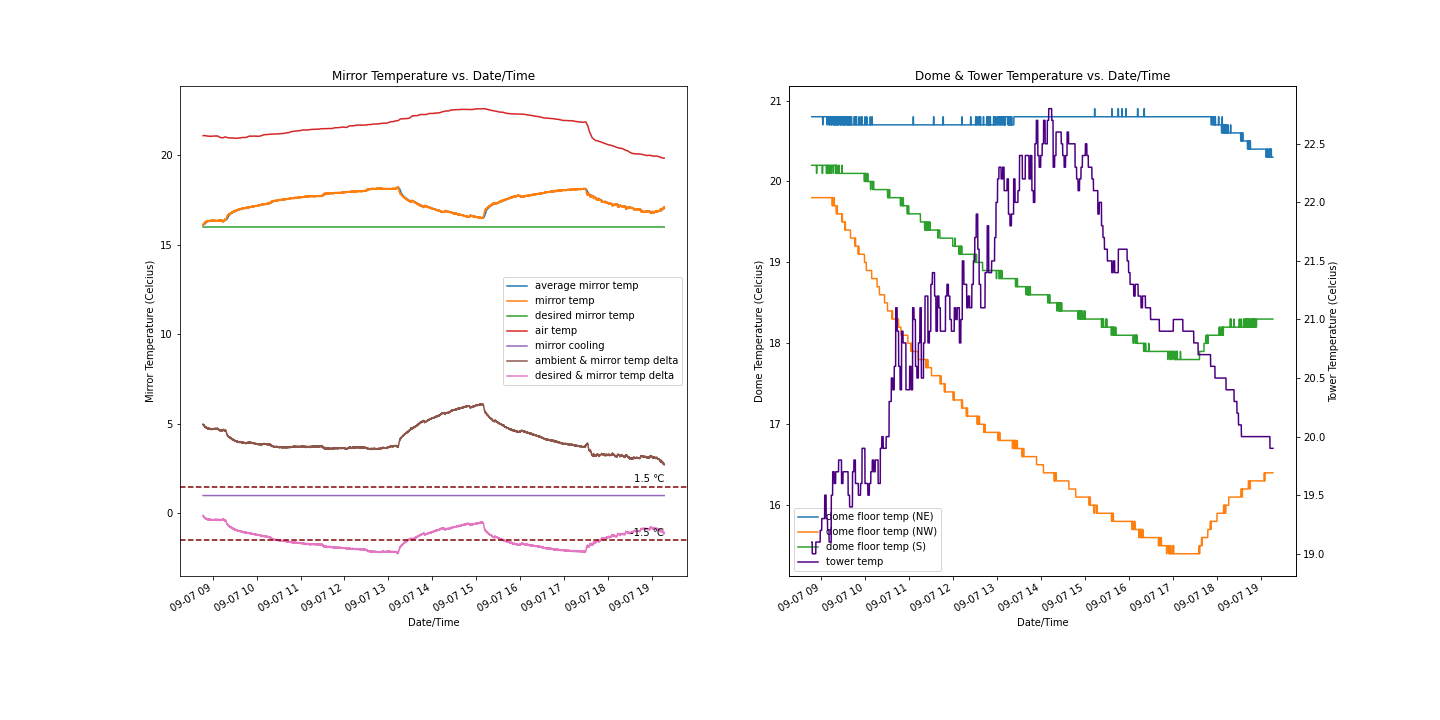 Mirror Temperature vs. Date/Time
Mirror Temperature (Celcius)
20
15
10
5
0
average mirror temp
mirror temp
desired mirror temp
air temp
mirror cooling
ambient & mirror temp delta
desired & mirror temp delta
1.5 °C
-1.5 °C
09-07 09
09-07 10
09-07 11
09-07 12
09-07 13
09-07 14
09-07 15
09-07 16
09-07 17
09-07 18
09-07 19
Date/Time
Dome & Tower Temperature vs. Date/Time
Dome Temperature (Celcius)
21
20
19
18
17
16
dome floor temp (NE)
dome floor temp (NW)
dome floor temp (S)
tower temp
22.5
22.0
21.5
21.0
20.5
20.0
19.5
19.0
Tower Temperature (Celcius)
09-07 09
09-07 10
09-07 11
09-07 12
09-07 13
09-07 14
09-07 15
09-07 16
09-07 17
09-07 18
09-07 19
Date/Time